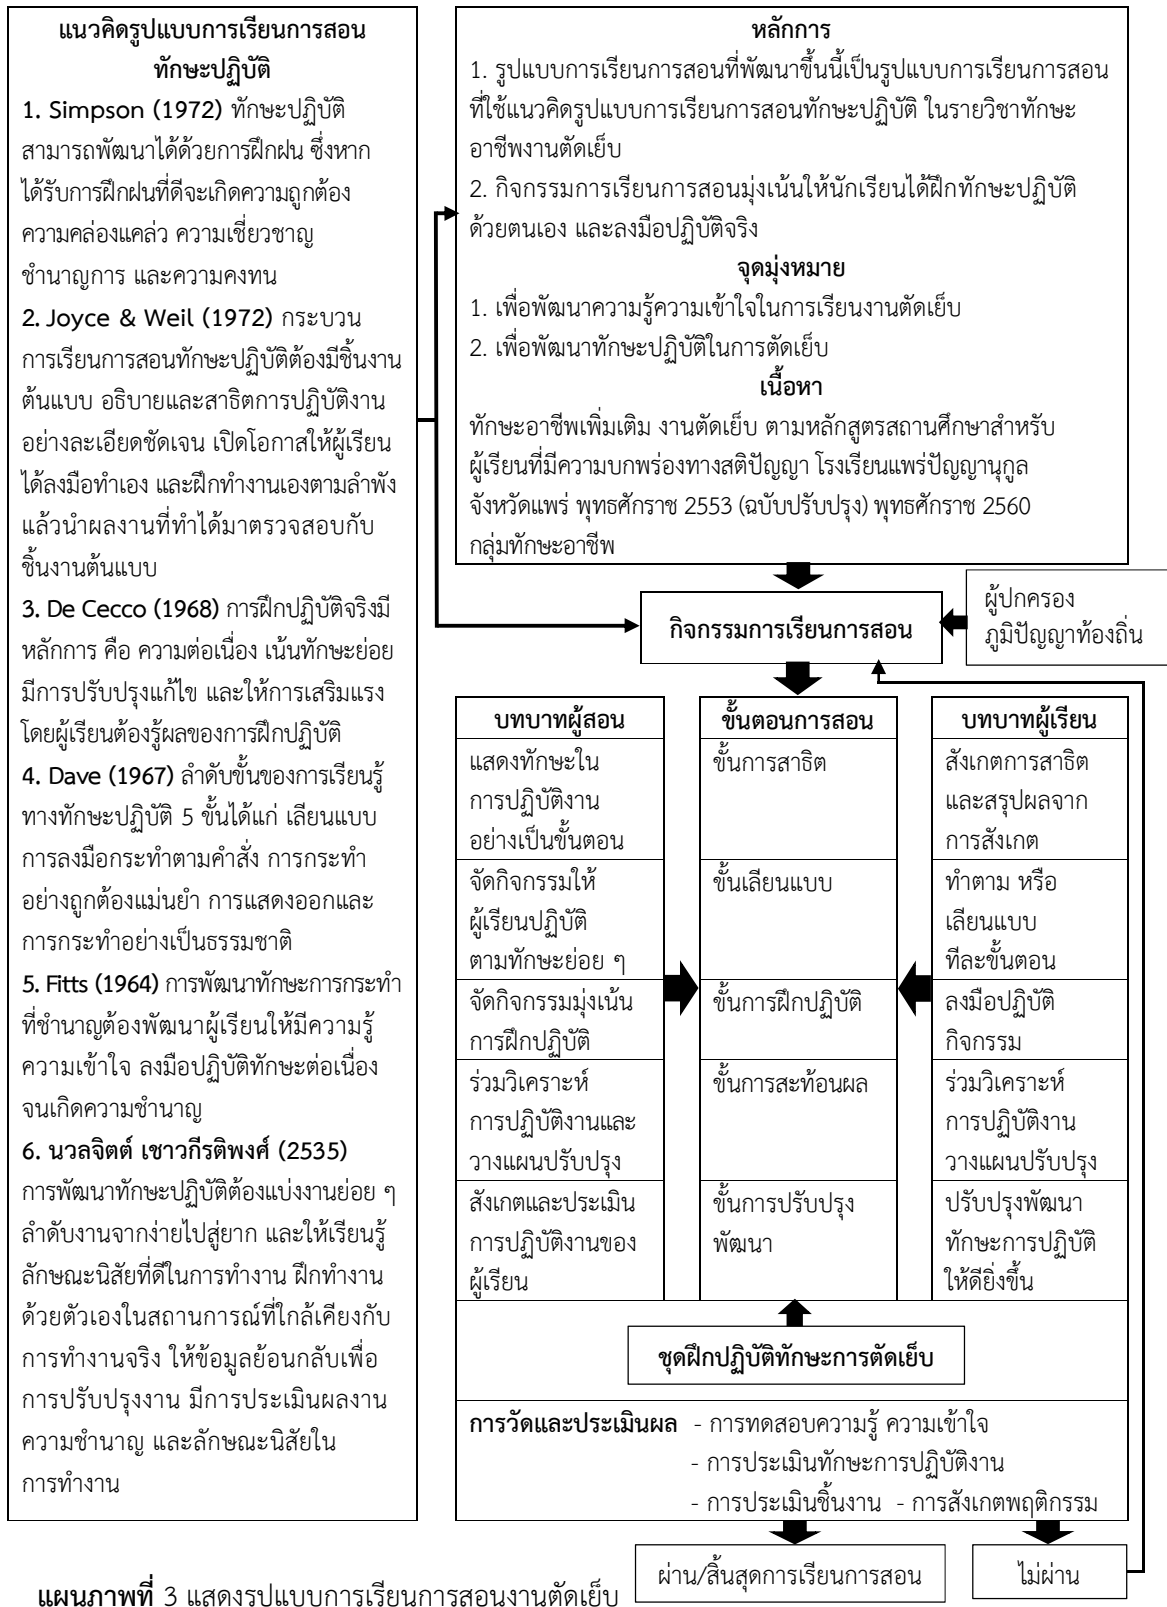 แนวคิดรูปแบบการเรียนการสอน
ทักษะปฏิบัติ
1. Simpson (1972) ทักษะปฏิบัติ
สามารถพัฒนาได้ด้วยการฝึกฝน ซึ่งหาก
ได้รับการฝึกฝนที่ดีจะเกิดความถูกต้อง
ความคล่องแคล่ว ความเชี่ยวชาญ
ชำนาญการ และความคงทน
2. Joyce & Weil (1972) กระบวน
การเรียนการสอนทักษะปฏิบัติต้องมีชิ้นงาน
ต้นแบบ อธิบายและสาธิตการปฏิบัติงาน
อย่างละเอียดชัดเจน เปิดโอกาสให้ผู้เรียน
ได้ลงมือทำเอง และฝึกทำงานเองตามลำพัง
แล้วนำผลงานที่ทำได้มาตรวจสอบกับ
ชิ้นงานต้นแบบ
3. De Cecco (1968) การฝึกปฏิบัติจริงมี
หลักการ คือ ความต่อเนื่อง เน้นทักษะย่อย
มีการปรับปรุงแก้ไข และให้การเสริมแรง
โดยผู้เรียนต้องรู้ผลของการฝึกปฏิบัติ
4. Dave (1967) ลำดับขั้นของการเรียนรู้
ทางทักษะปฏิบัติ 5 ขั้นได้แก่ เลียนแบบ
การลงมือกระทำตามคำสั่ง การกระทำ
อย่างถูกต้องแม่นยำ การแสดงออกและ
การกระทำอย่างเป็นธรรมชาติ
5. Fitts (1964) การพัฒนาทักษะการกระทำ
ที่ชำนาญต้องพัฒนาผู้เรียนให้มีความรู้
ความเข้าใจ ลงมือปฏิบัติทักษะต่อเนื่อง
จนเกิดความชำนาญ
6. นวลจิตต์ เชาวกีรติพงศ์ (2535)
การพัฒนาทักษะปฏิบัติต้องแบ่งงานย่อย ๆ
ลำดับงานจากง่ายไปสู่ยาก และให้เรียนรู้
ลักษณะนิสัยที่ดีในการทำงาน ฝึกทำงาน
ด้วยตัวเองในสถานการณ์ที่ใกล้เคียงกับ
การทำงานจริง ให้ข้อมูลย้อนกลับเพื่อ
การปรับปรุงงาน มีการประเมินผลงาน
ความชำนาญ และลักษณะนิสัยใน
การทำงาน
หลักการ
1. รูปแบบการเรียนการสอนที่พัฒนาขึ้นนี้เป็นรูปแบบการเรียนการสอน
ที่ใช้แนวคิดรูปแบบการเรียนการสอนทักษะปฏิบัติ ในรายวิชาทักษะ
อาชีพงานตัดเย็บ
2. กิจกรรมการเรียนการสอนมุ่งเน้นให้นักเรียนได้ฝึกทักษะปฏิบัติ
ด้วยตนเอง และลงมือปฏิบัติจริง
จุดมุ่งหมาย
1. เพื่อพัฒนาความรู้ความเข้าใจในการเรียนงานตัดเย็บ
2. เพื่อพัฒนาทักษะปฏิบัติในการตัดเย็บ
เนื้อหา
ทักษะอาชีพเพิ่มเติม งานตัดเย็บ ตามหลักสูตรสถานศึกษาสำหรับ
ผู้เรียนที่มีความบกพร่องทางสติปัญญา โรงเรียนแพร่ปัญญานุกูล
จังหวัดแพร่ พุทธศักราช 2553 (ฉบับปรับปรุง) พุทธศักราช 2560
กลุ่มทักษะอาชีพ
กิจกรรมการเรียนการสอน
ผู้ปกครอง
ภูมิปัญญาท้องถิ่น
บทบาทผู้สอน
แสดงทักษะใน
การปฏิบัติงาน
อย่างเป็นขั้นตอน
จัดกิจกรรมให้
ผู้เรียนปฏิบัติ
ตามทักษะย่อย ๆ
จัดกิจกรรมมุ่งเน้น
การฝึกปฏิบัติ
ร่วมวิเคราะห์
การปฏิบัติงานและ
วางแผนปรับปรุง
สังเกตและประเมิน
การปฏิบัติงานของ
ผู้เรียน
ขั้นตอนการสอน
ขั้นการสาธิต
ขั้นเลียนแบบ
ขั้นการฝึกปฏิบัติ
ขั้นการสะท้อนผล
ขั้นการปรับปรุง
พัฒนา
บทบาทผู้เรียน
สังเกตการสาธิต
และสรุปผลจาก
การสังเกต
ทำตาม หรือ
เลียนแบบ
ทีละขั้นตอน
ลงมือปฏิบัติ
กิจกรรม
ร่วมวิเคราะห์
การปฏิบัติงาน
วางแผนปรับปรุง
ปรับปรุงพัฒนา
ทักษะการปฏิบัติ
ให้ดียิ่งขึ้น
ชุดฝึกปฏิบัติทักษะการตัดเย็บ
การวัดและประเมินผล - การทดสอบความรู้ ความเข้าใจ
- การประเมินทักษะการปฏิบัติงาน
- การประเมินชิ้นงาน - การสังเกตพฤติกรรม
ผ่าน/สิ้นสุดการเรียนการสอน
ไม่ผ่าน
แผนภาพที่ 3 แสดงรูปแบบการเรียนการสอนงานตัดเย็บ